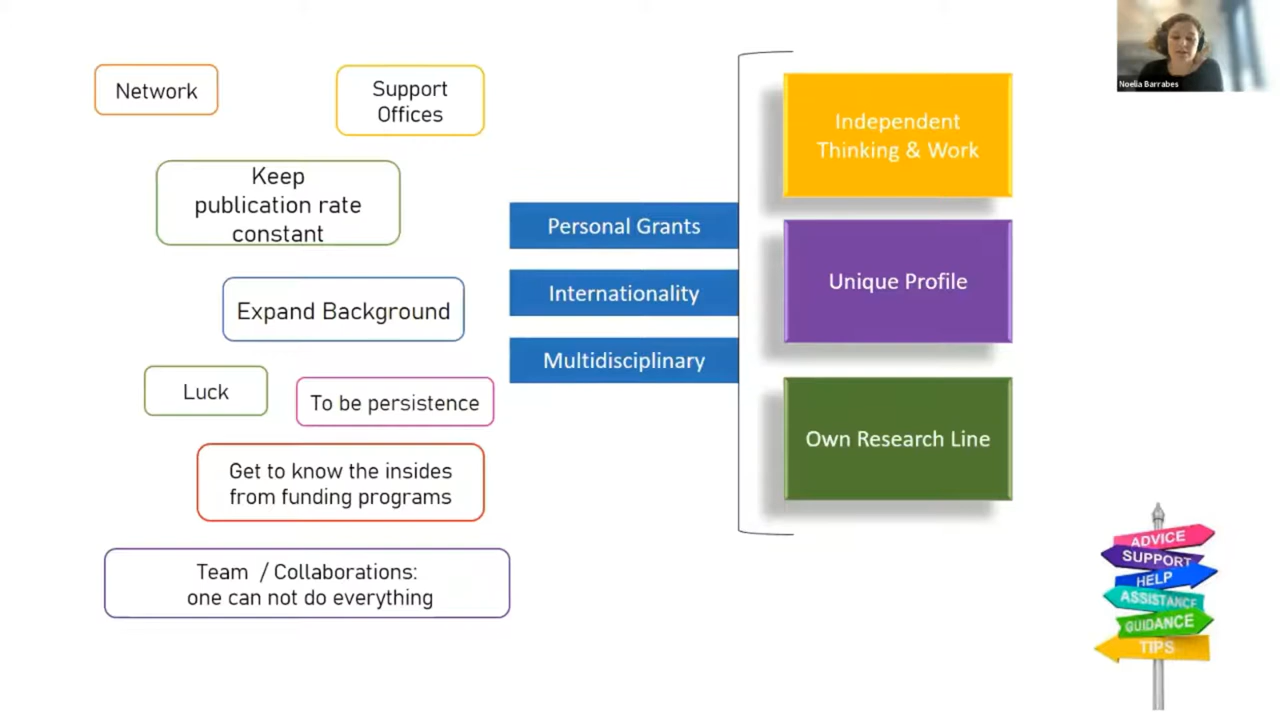 Network
Support
Offices
Keep
publication rate
constant
Expand Background
Luck
To be persistence
Get to know the insides
from funding programs
Team / Collaborations:
one can not do everything
Personal Grants
Internationality
Multidisciplinary
Independent
Thinking & Work
Unique Profile
Own Research Line
Noelia Barrabes
ADVICE
SUPPORT
HELP
ASSISTANCE
GUIDANCE
TIPS